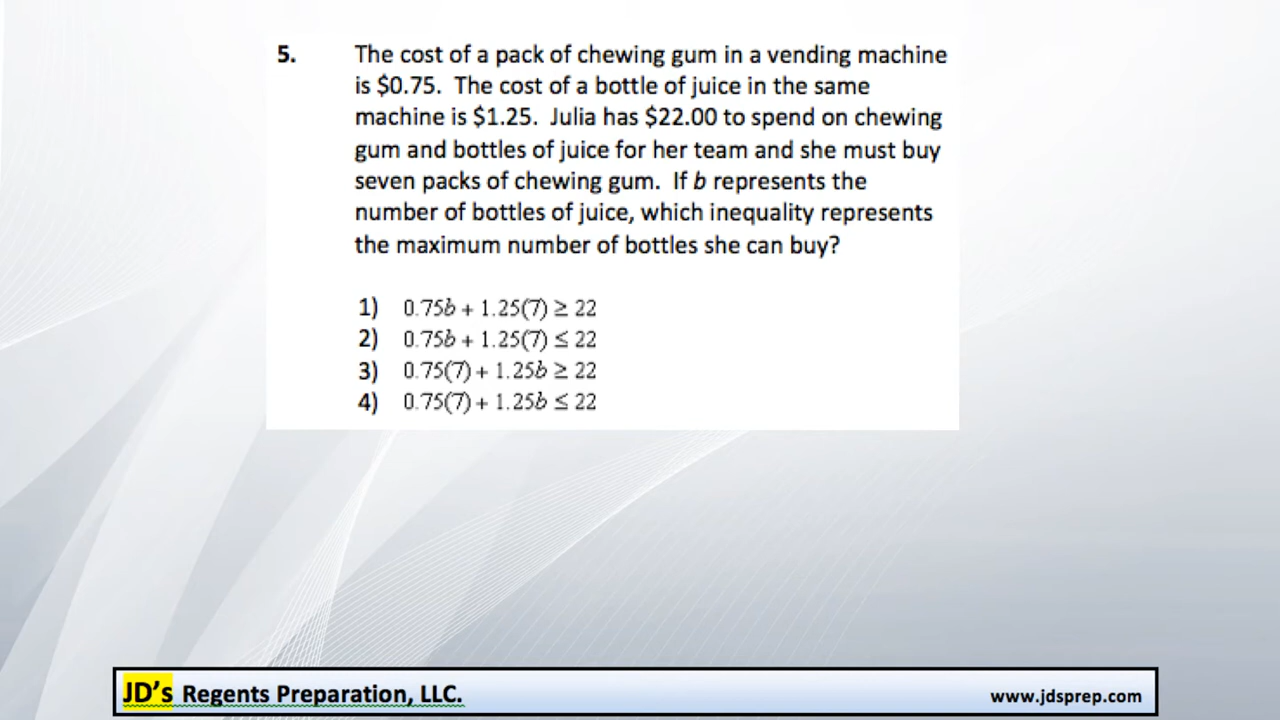 5. The cost of a pack of chewing gum in a vending machine
is $0.75. The cost of a bottle of juice in the same
machine is $1.25. Julia has $22.00 to spend on chewing
gum and bottles of juice for her team and she must buy
seven packs of chewing gum. If b represents the
number of bottles of juice, which inequality represents
the maximum number of bottles she can buy?
1) 0.75b + 1.25(7) ≥ 22
2) 0.75b + 1.25(7) ≤ 22
3) 0.75(7) + 1.25b ≥ 22
4) 0.75(7) + 1.25b ≤ 22
JD's Regents Preparation, LLC. www.jdsprep.com